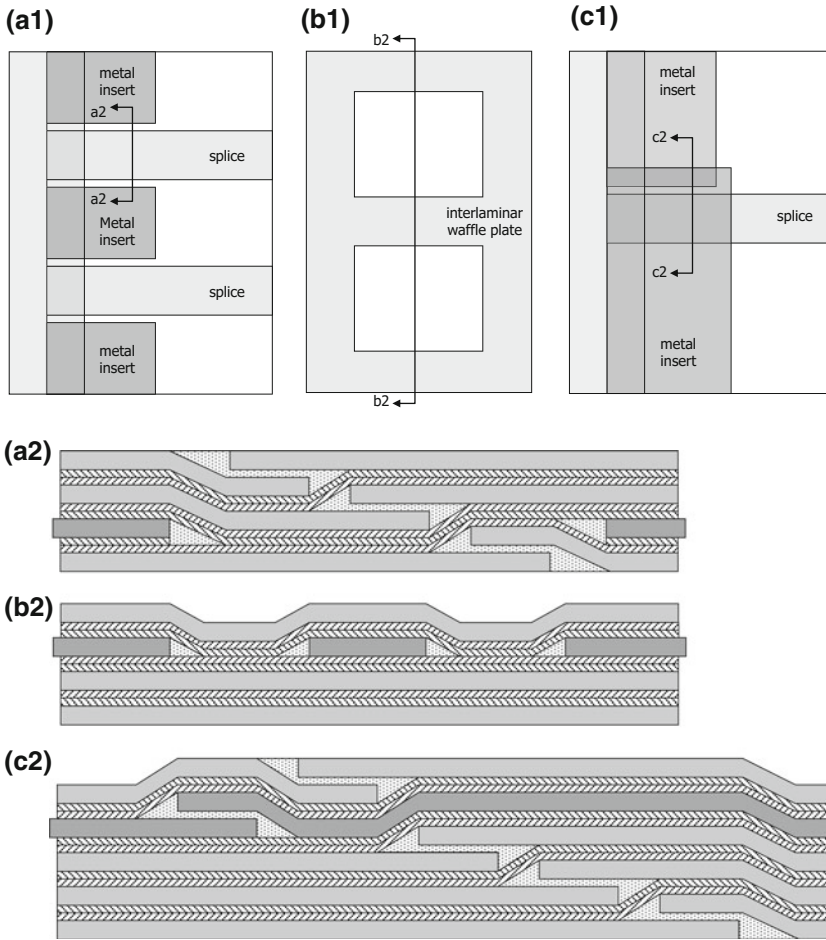 (a1)
metal
insert
a2
splice
a2
Metal
insert
splice
metal
insert
(b1)
b2
interlaminar
waffle plate
b2
(c1)
metal
insert
c2
splice
c2
metal
insert
(a2)
(b2)
(c2)